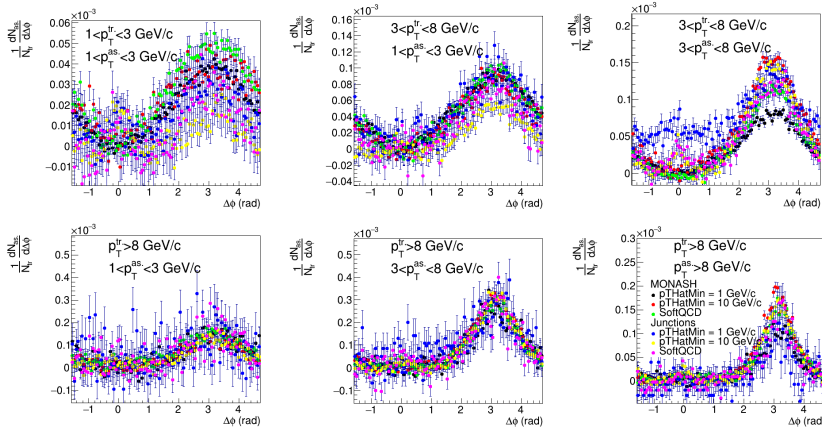 ×10⁻³
1/N_tr dN_as/dΔφ
1<p_T^tr<3 GeV/c
1<p_T^as.<3 GeV/c
0.06
0.05
0.04
0.03
0.02
0.01
0
−0.01
−1 0 1 2 3 4
Δφ (rad)
×10⁻³
1/N_tr dN_as/dΔφ
3<p_T^tr<8 GeV/c
1<p_T^as.<3 GeV/c
0.16
0.14
0.12
0.1
0.08
0.06
0.04
0.02
0
−0.02
−0.04
−1 0 1 2 3 4
Δφ (rad)
×10⁻³
1/N_tr dN_as/dΔφ
3<p_T^tr<8 GeV/c
3<p_T^as.<8 GeV/c
0.2
0.15
0.1
0.05
0
−1 0 1 2 3 4
Δφ (rad)
×10⁻³
1/N_tr dN_as/dΔφ
p_T^tr>8 GeV/c
1<p_T^as.<3 GeV/c
0.5
0.4
0.3
0.2
0.1
0
−0.1
−1 0 1 2 3 4
Δφ (rad)
×10⁻³
1/N_tr dN_as/dΔφ
p_T^tr>8 GeV/c
3<p_T^as.<8 GeV/c
0.5
0.4
0.3
0.2
0.1
0
−0.1
−1 0 1 2 3 4
Δφ (rad)
×10⁻³
1/N_tr dN_as/dΔφ
p_T^tr>8 GeV/c
p_T^as>8 GeV/c
0.3
0.25
0.2
0.15
0.1
0.05
0
MONASH
pTHatMin = 1 GeV/c
pTHatMin = 10 GeV/c
SoftQCD
Junctions
pTHatMin = 1 GeV/c
pTHatMin = 10 GeV/c
SoftQCD
−1 0 1 2 3 4
Δφ (rad)